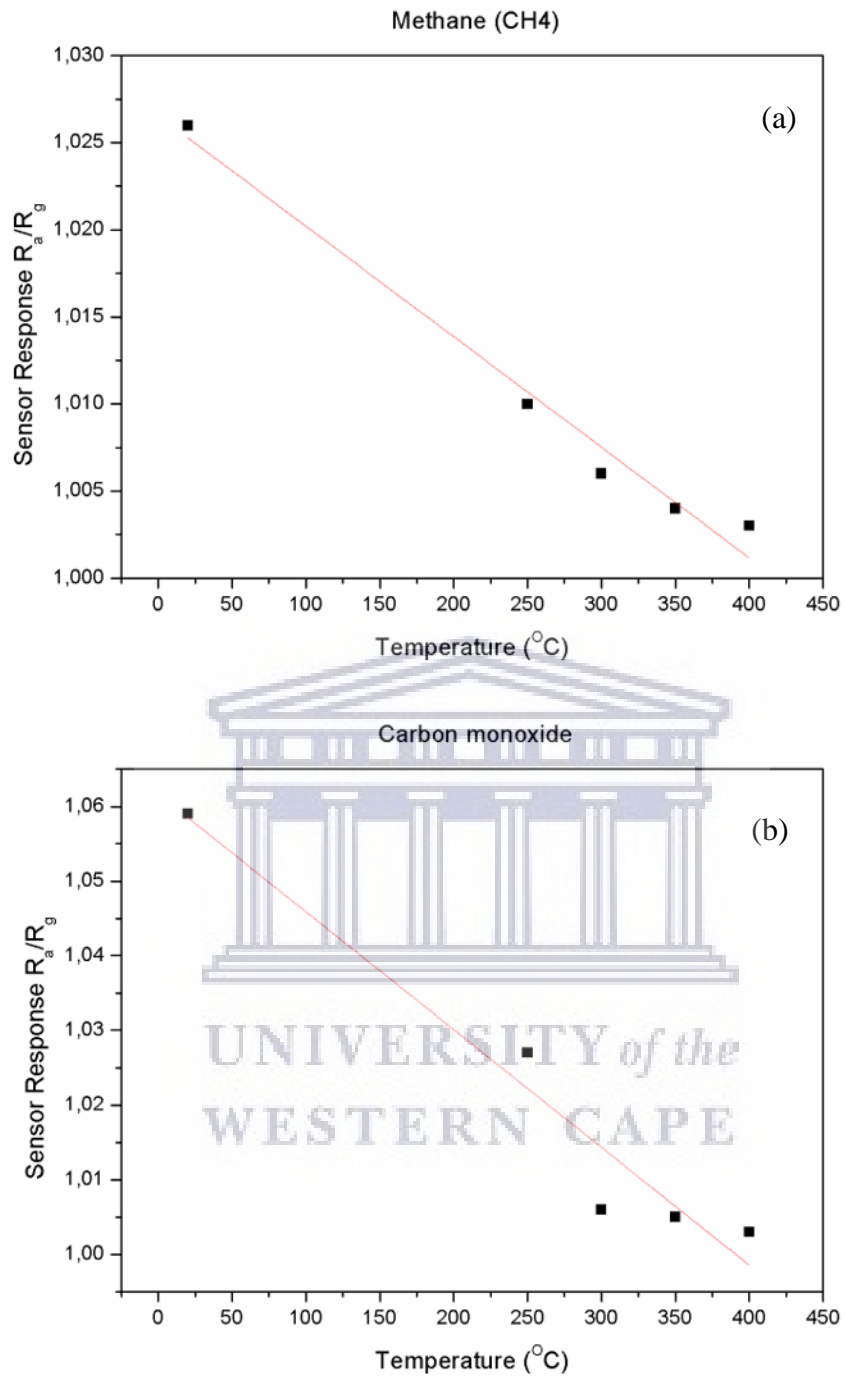 Methane (CH4)
(a)
1,030
1,025
1,020
1,015
1,010
1,005
1,000
Sensor Response Ra/Rg
0 50 100 150 200 250 300 350 400 450
Temperature (OC)
Carbon monoxide
(b)
1,06
1,05
1,04
1,03
1,02
1,01
1,00
Sensor Response Ra/Rg
UNIVERSITY of the
WESTERN CAPE
0 50 100 150 200 250 300 350 400 450
Temperature (OC)